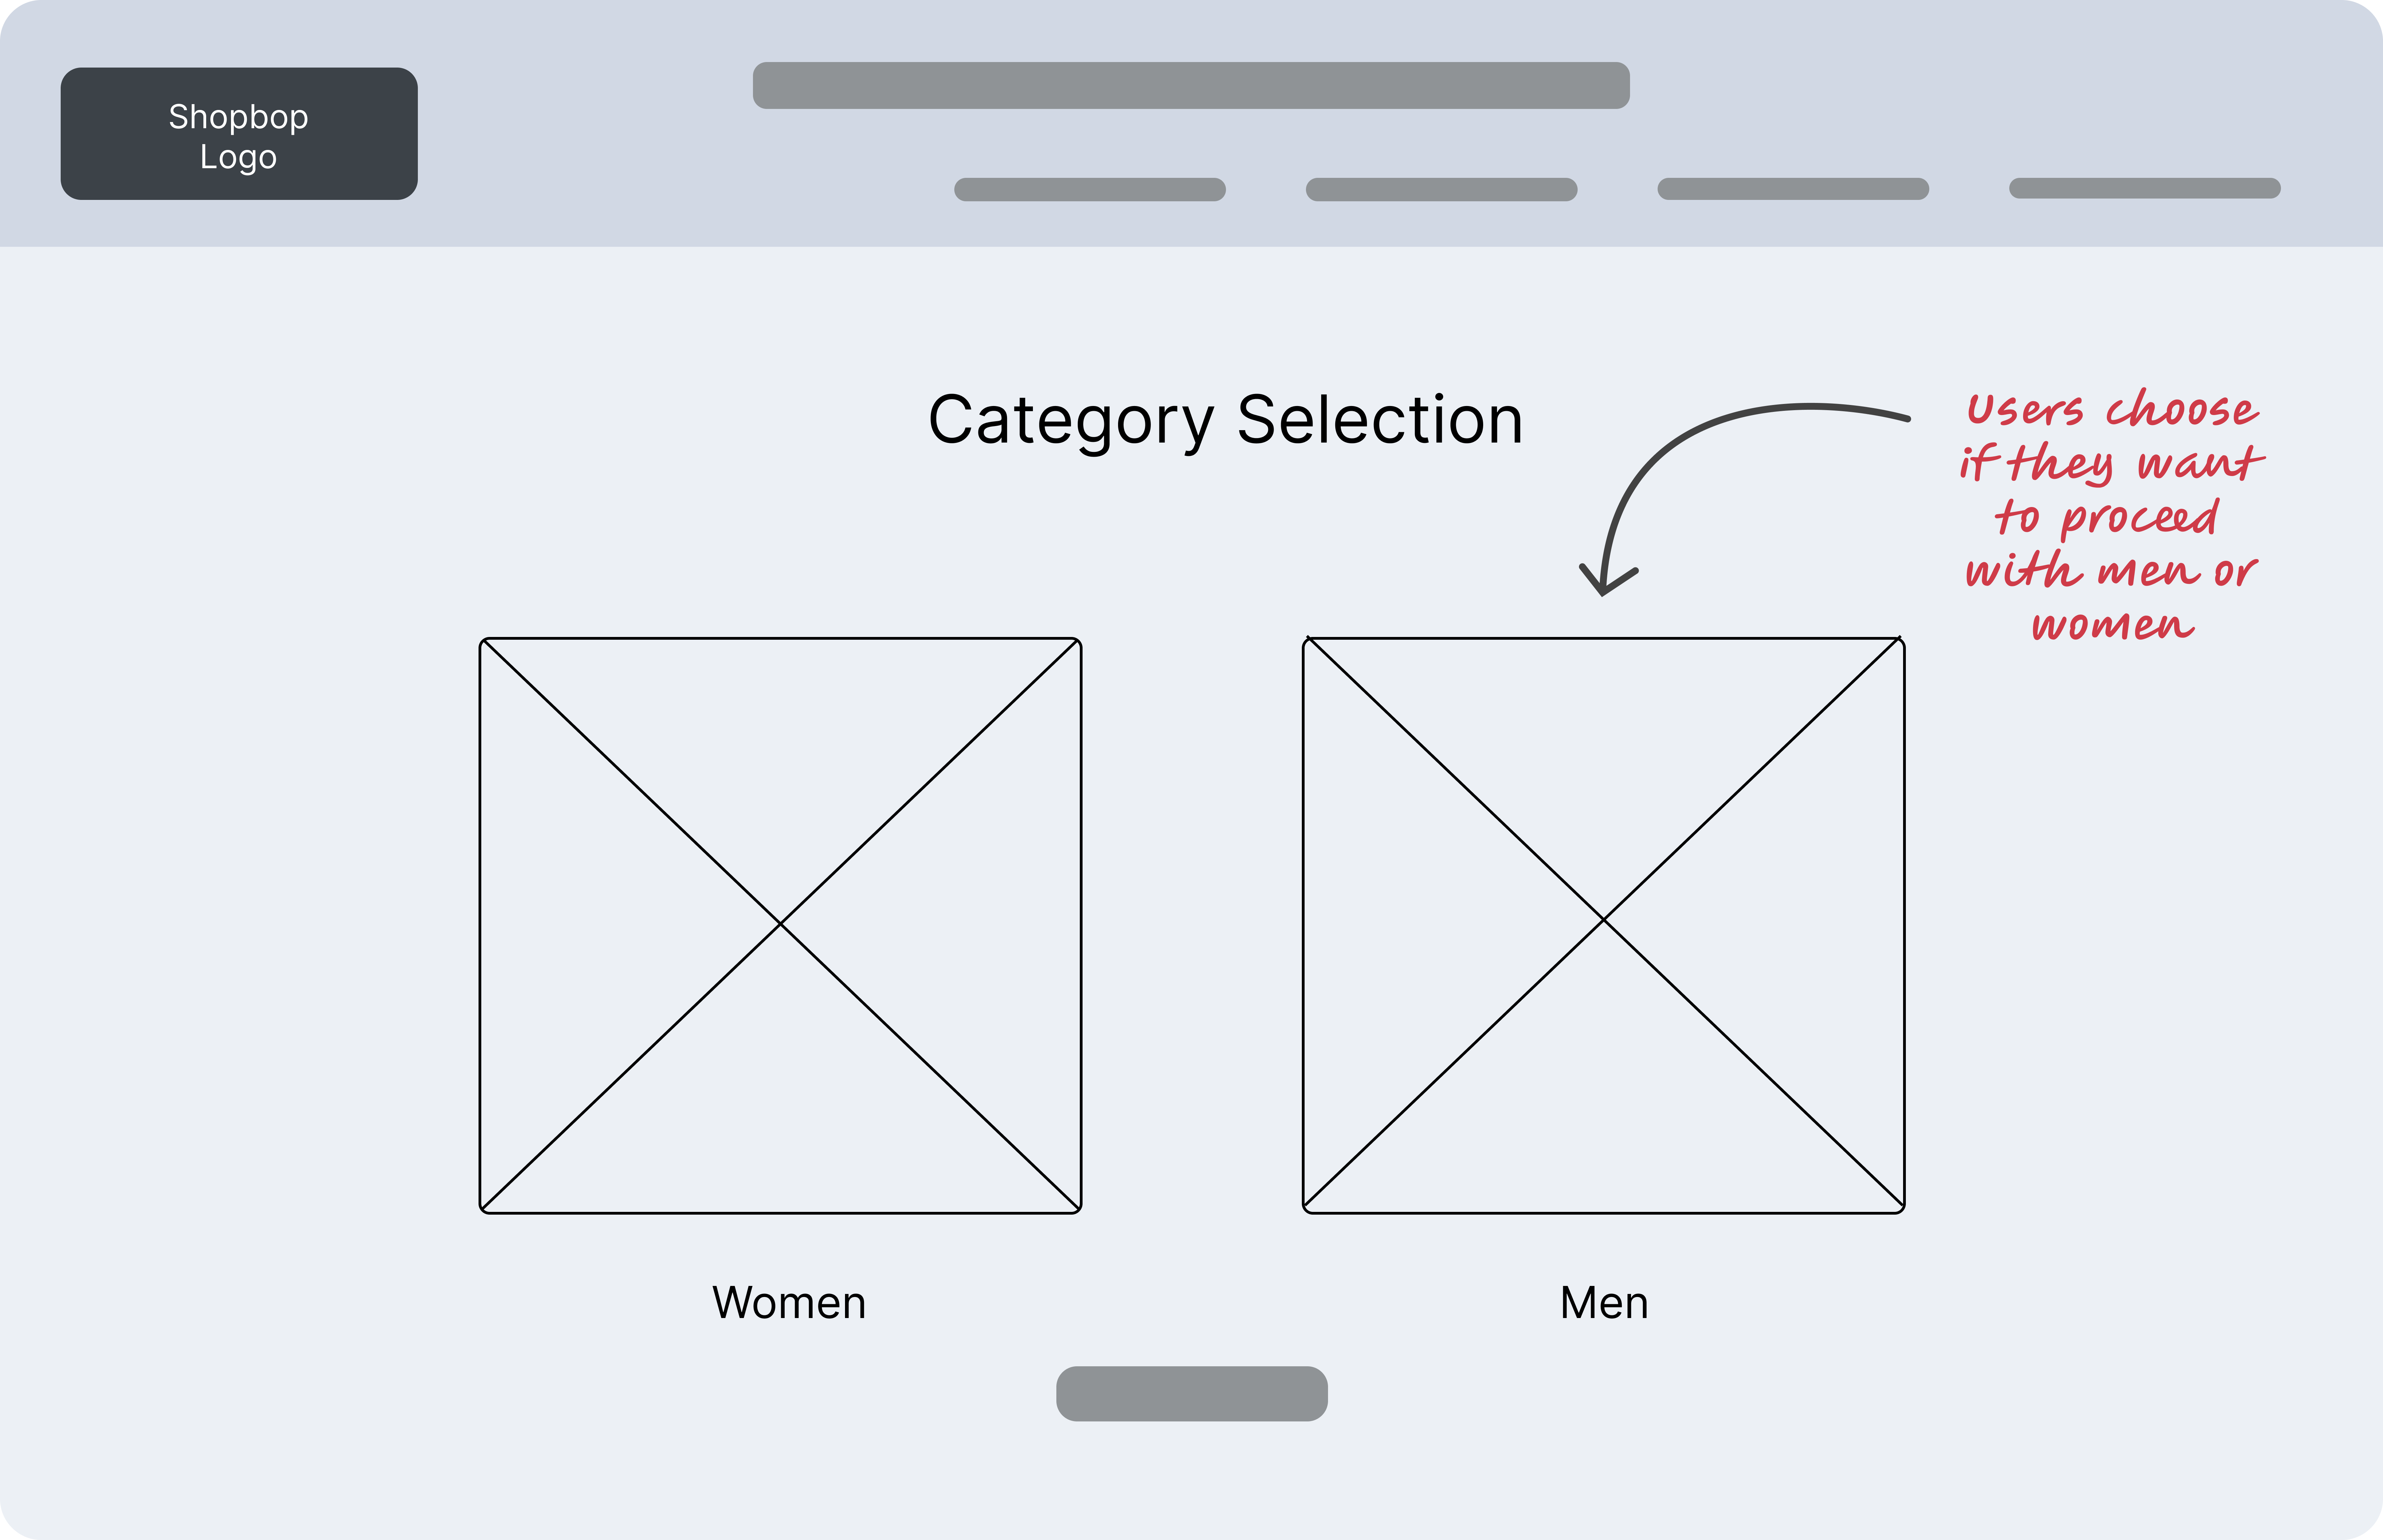 Shopbop
Logo
Category Selection
Users choose
if they want
to proceed
with men or
women
Women
Men